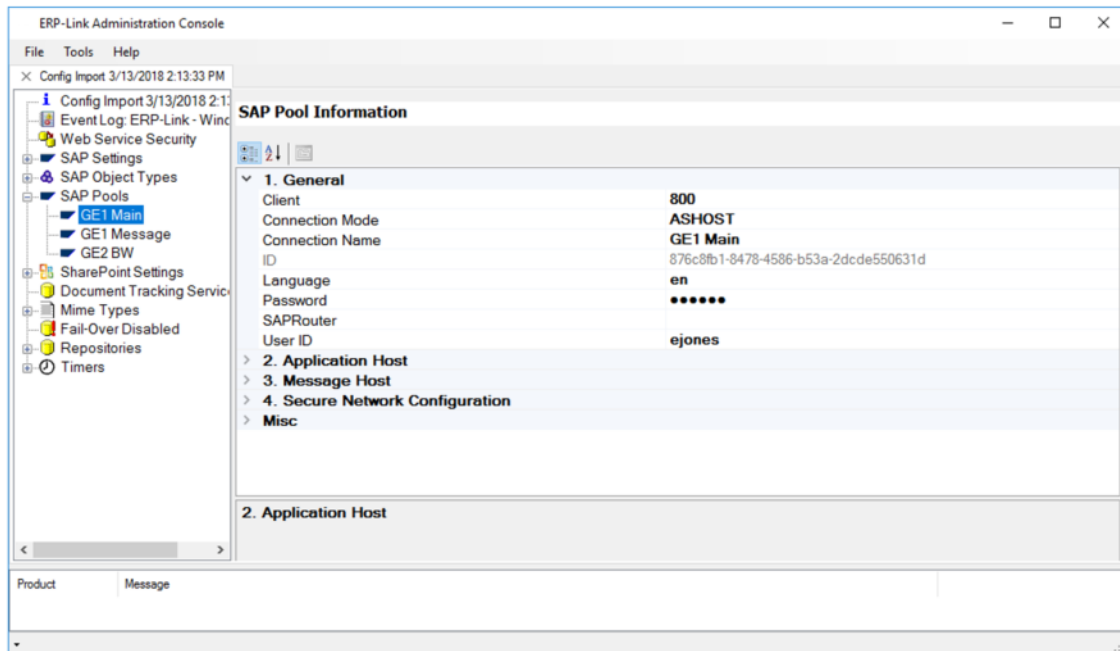 ERP-Link Administration Console
File Tools Help
Config Import 3/13/2018 2:13:33 PM
Config Import 3/13/2018 2:1
Event Log: ERP-Link - Wind
Web Service Security
SAP Settings
SAP Object Types
SAP Pools
GE1 Main
GE1 Message
GE2 BW
SharePoint Settings
Document Tracking Service
Mime Types
Fail-Over Disabled
Repositories
Timers
SAP Pool Information
1. General
Client 800
Connection Mode ASHOST
Connection Name GE1 Main
ID 876c8fb1-8478-4586-b53a-2dcde550631d
Language en
Password ●●●●●●
SAPRouter
User ID ejones
2. Application Host
3. Message Host
4. Secure Network Configuration
Misc
2. Application Host
Product Message